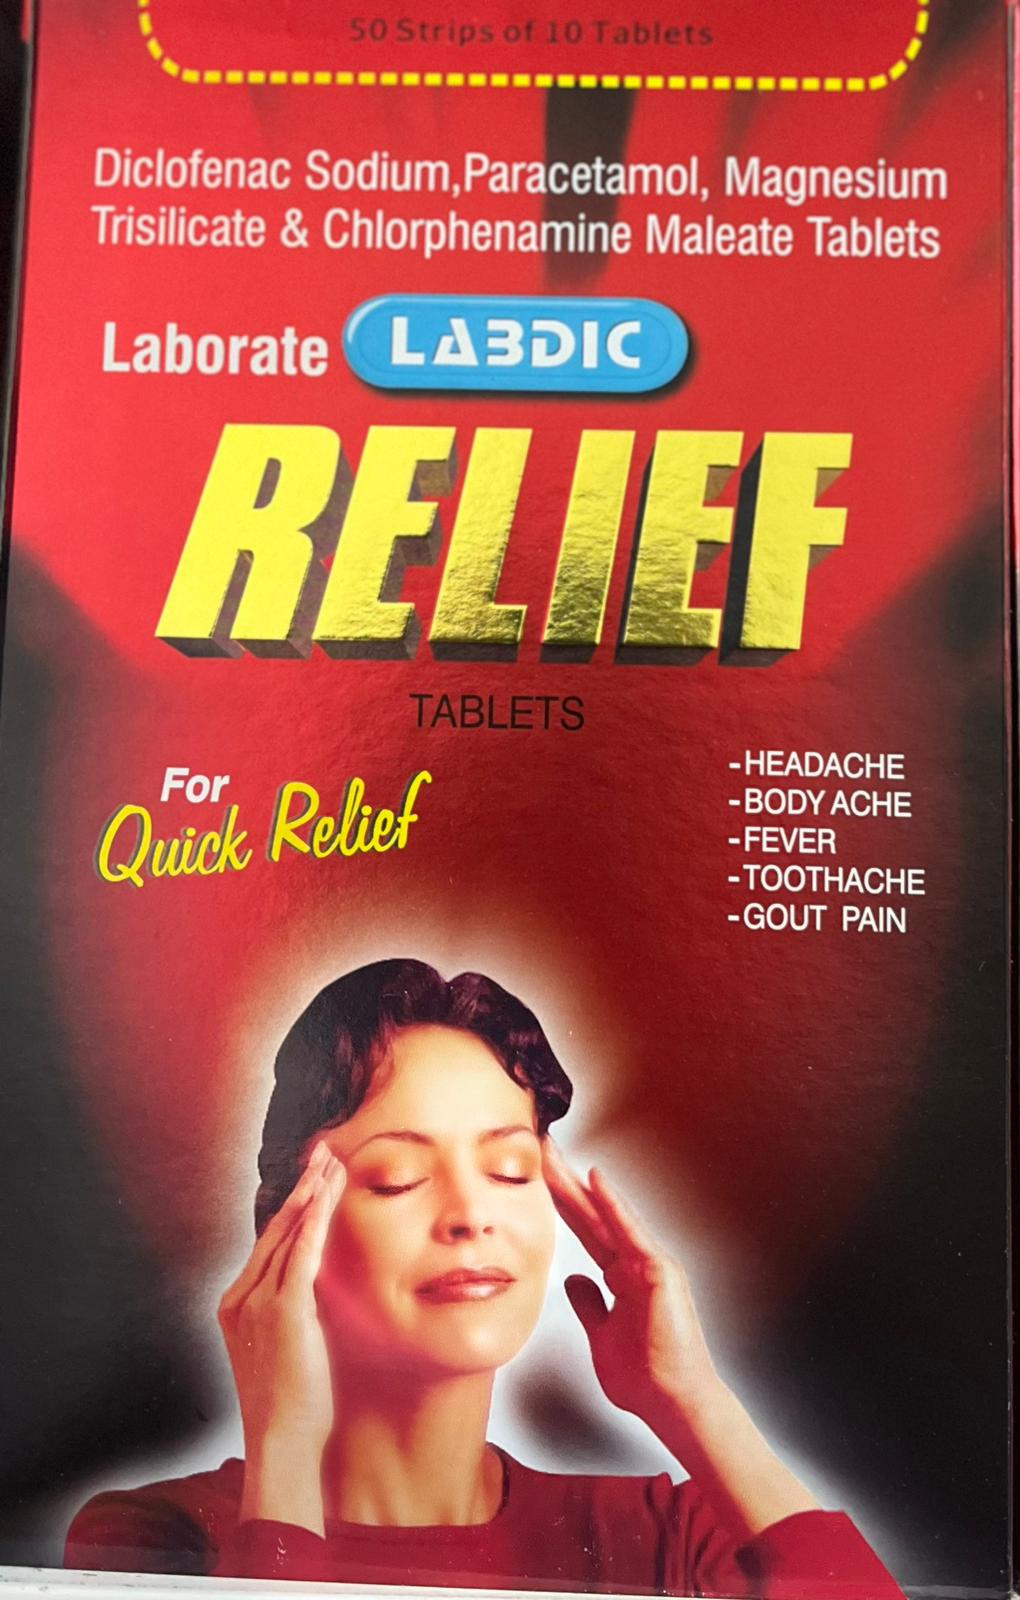 50 Strips of 10 Tablets
Diclofenac Sodium,Paracetamol, Magnesium
Trisilicate & Chlorphenamine Maleate Tablets
Laborate LABDIC
RELIEF
TABLETS
For
Quick Relief
-HEADACHE
-BODY ACHE
-FEVER
-TOOTHACHE
-GOUT PAIN